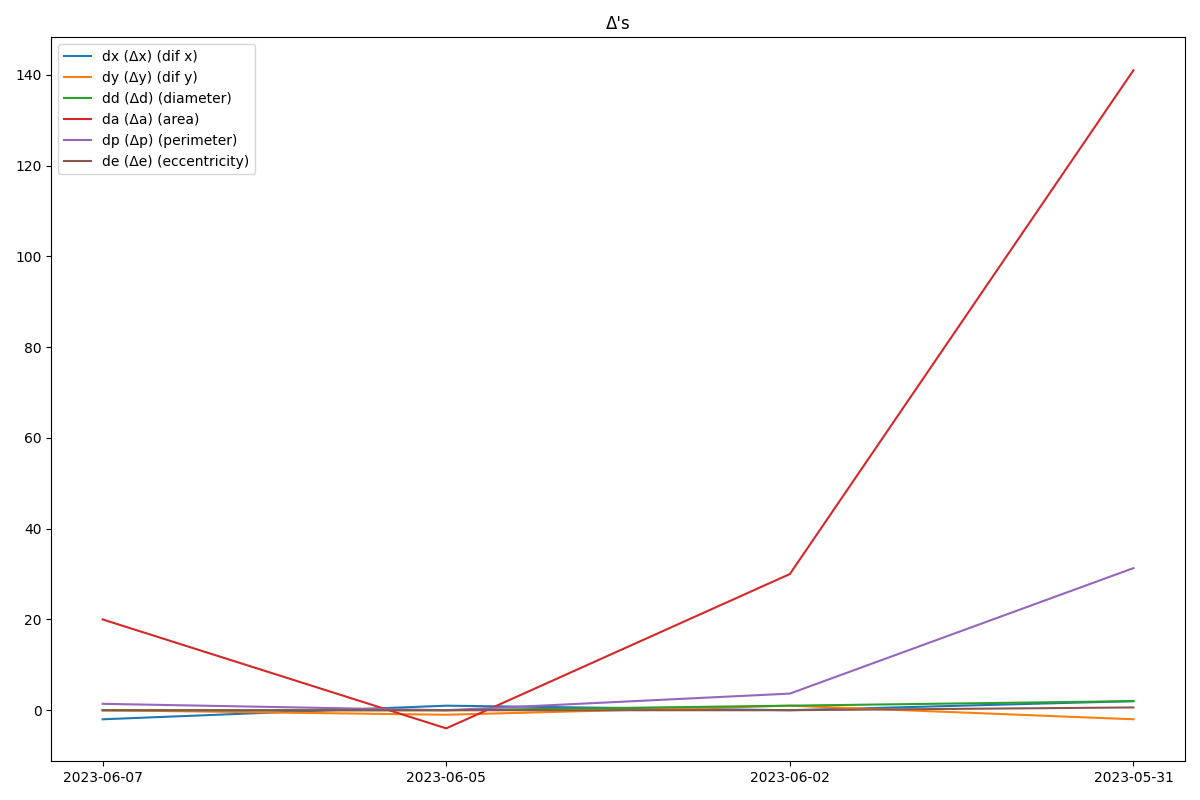 Δ's
dx (Δx) (dif x)
dy (Δy) (dif y)
dd (Δd) (diameter)
da (Δa) (area)
dp (Δp) (perimeter)
de (Δe) (eccentricity)
140
120
100
80
60
40
20
0
2023-06-07 2023-06-05 2023-06-02 2023-05-31